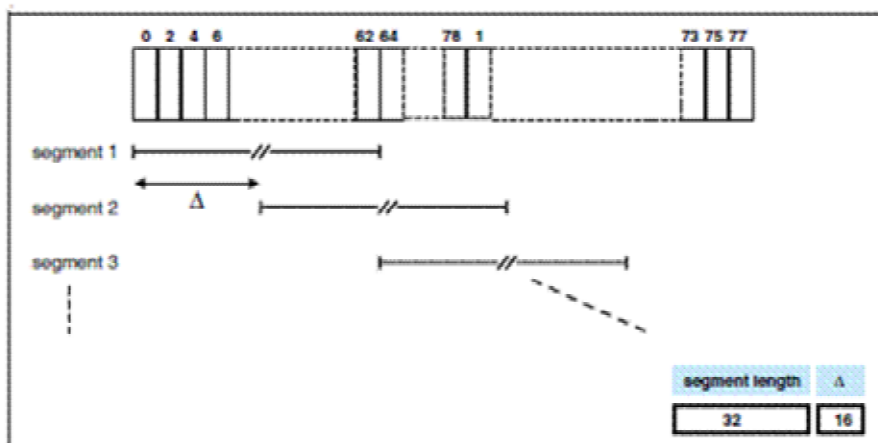 0 2 4 6 62 64 78 1 73 75 77
segment 1
Δ
segment 2
segment 3
segment length Δ
32 16